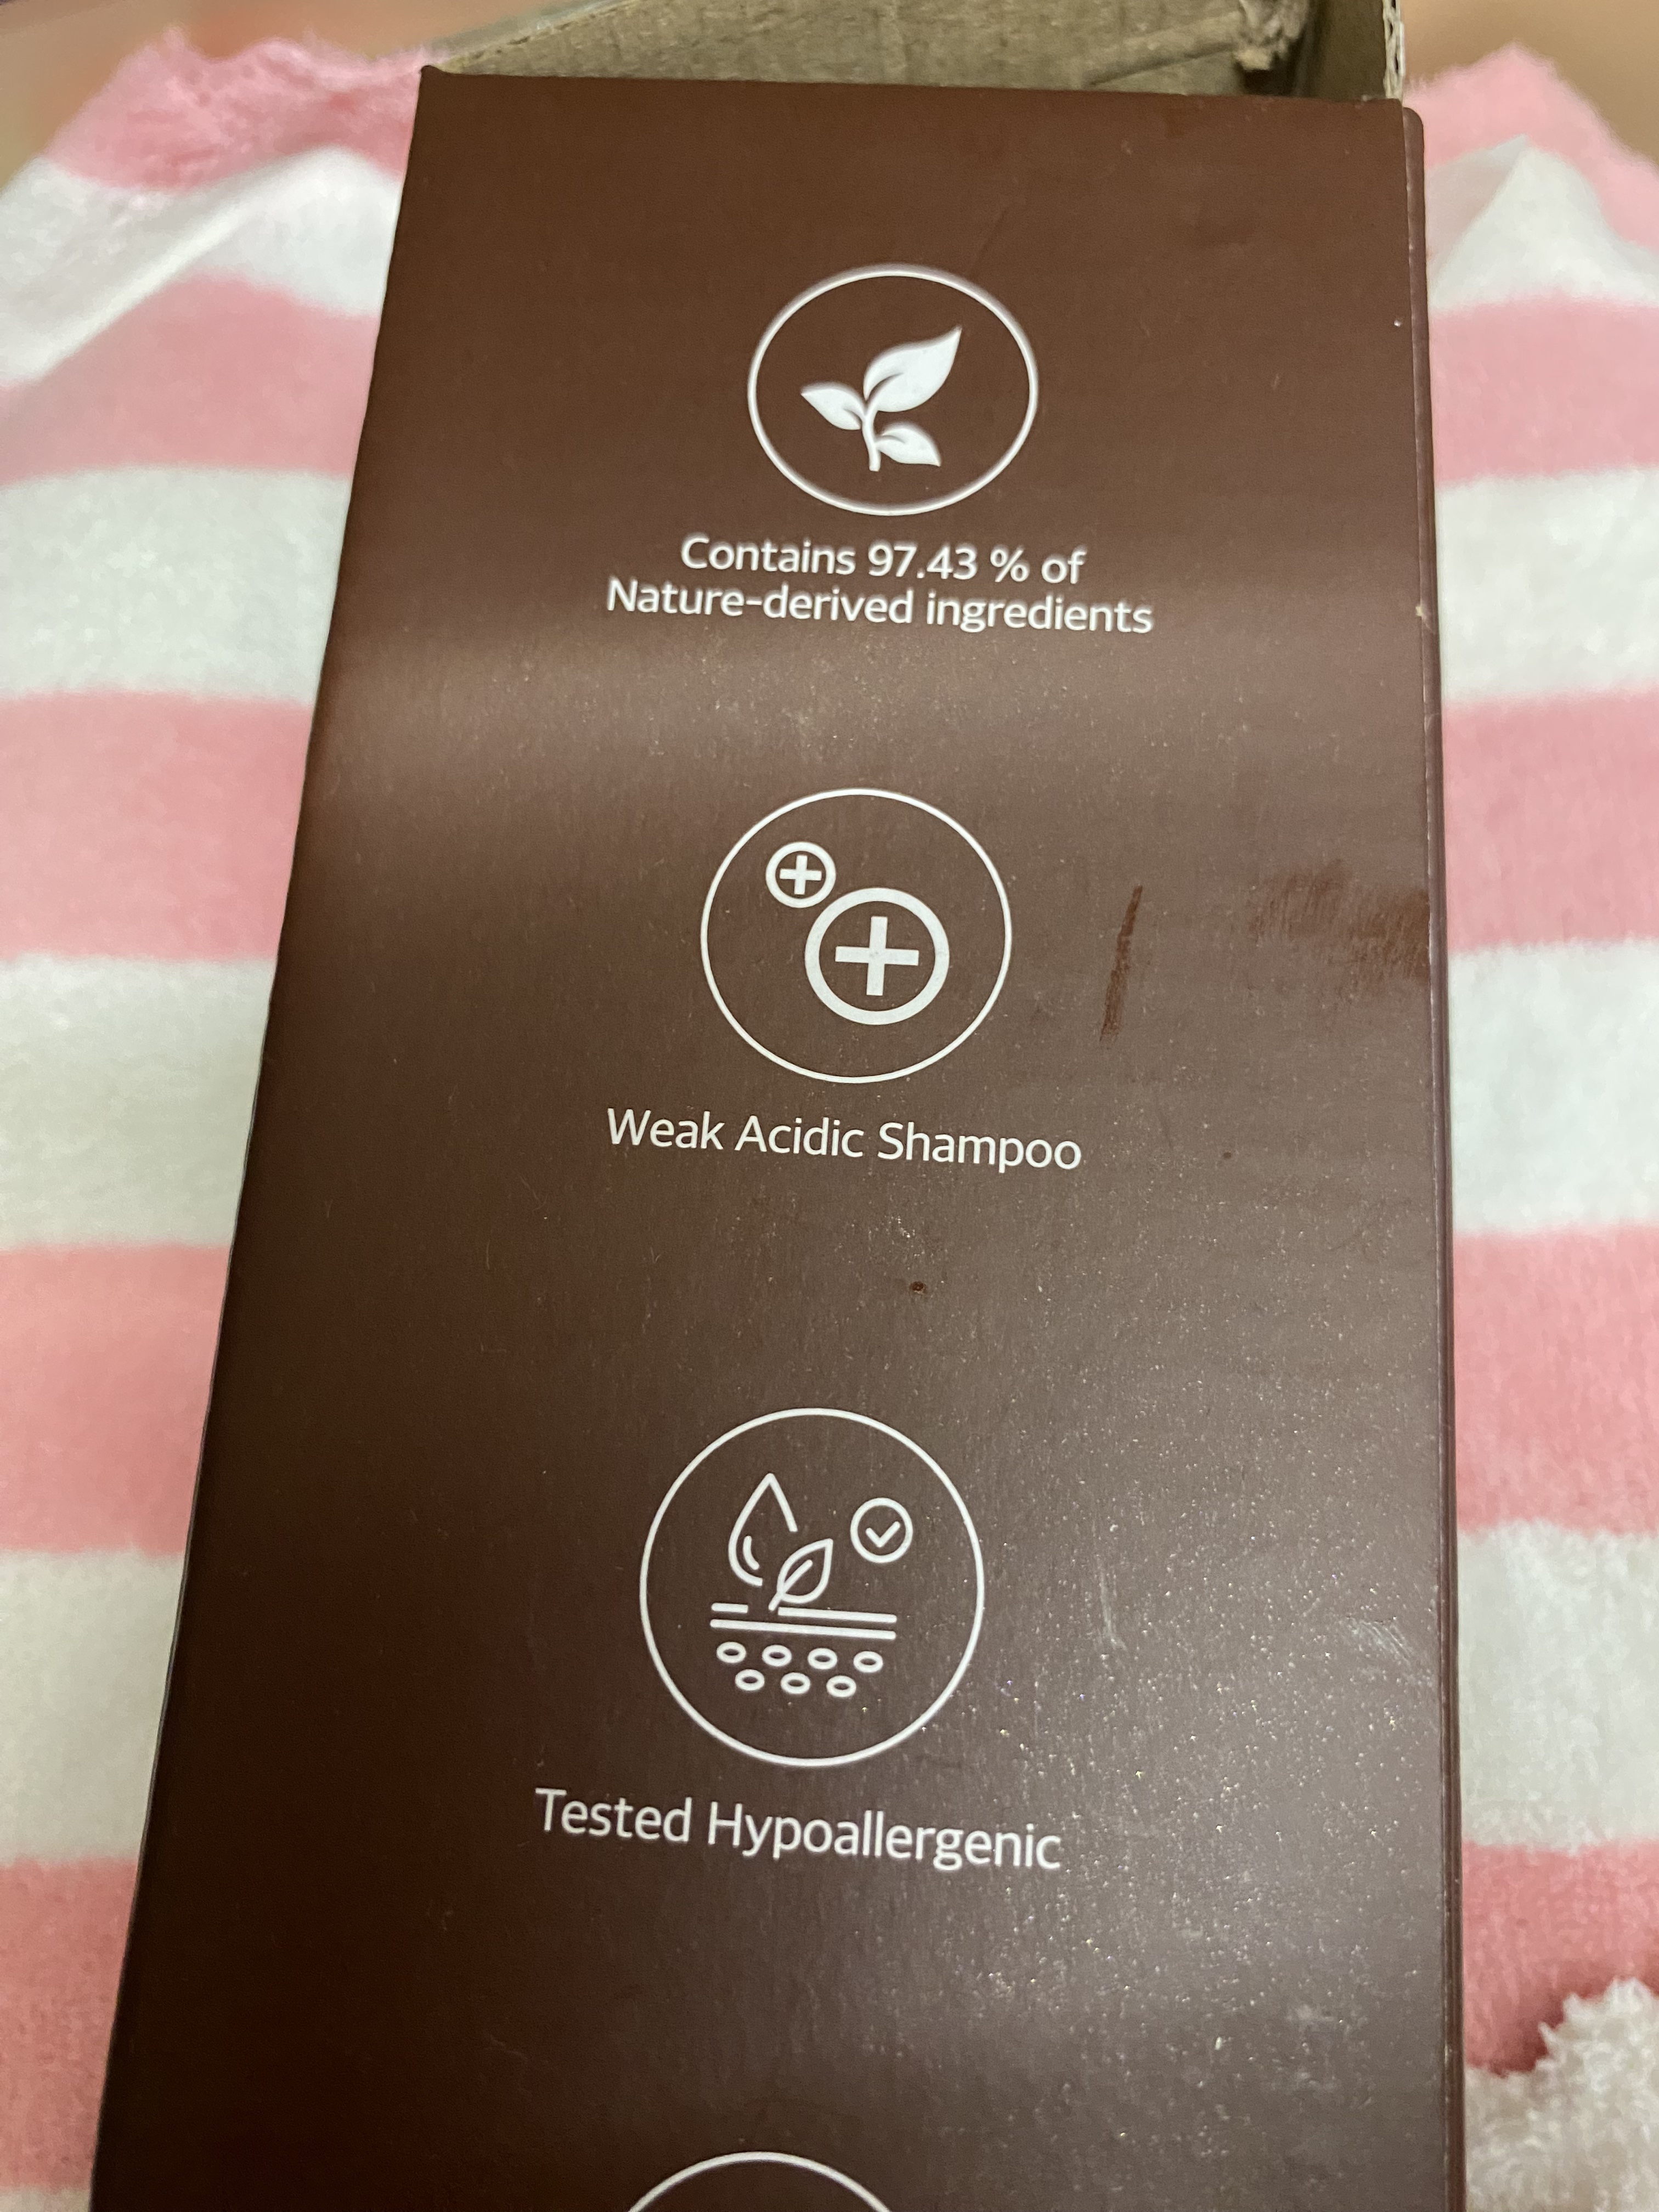 Contains 97.43 % of
Nature-derived ingredients
Weak Acidic Shampoo
Tested Hypoallergenic